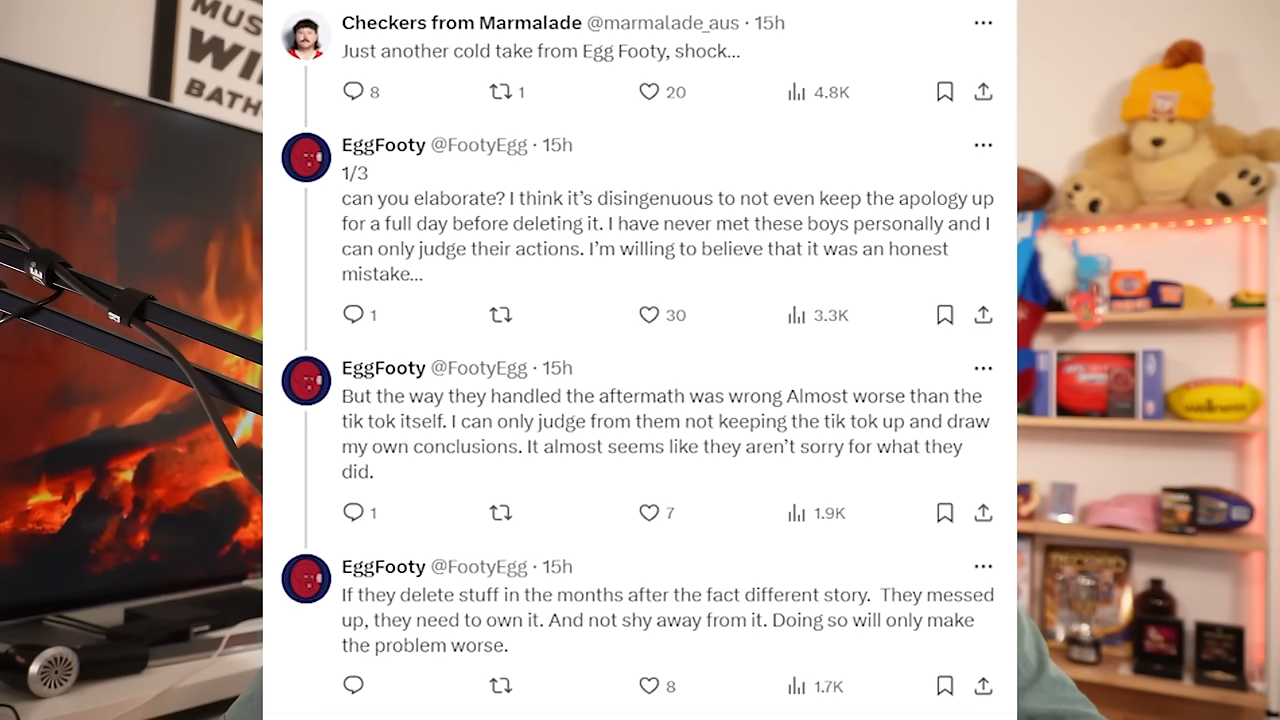 MUS
WI
BATH
Checkers from Marmalade @marmalade_aus · 15h
Just another cold take from Egg Footy, shock...
8 1 20 4.8K
EggFooty @FootyEgg · 15h
1/3
can you elaborate? I think it's disingenuous to not even keep the apology up
for a full day before deleting it. I have never met these boys personally and I
can only judge their actions. I'm willing to believe that it was an honest
mistake...
1 30 3.3K
EggFooty @FootyEgg · 15h
But the way they handled the aftermath was wrong Almost worse than the
tik tok itself. I can only judge from them not keeping the tik tok up and draw
my own conclusions. It almost seems like they aren't sorry for what they
did.
1 7 1.9K
EggFooty @FootyEgg · 15h
If they delete stuff in the months after the fact different story.  They messed
up, they need to own it. And not shy away from it. Doing so will only make
the problem worse.
8 1.7K